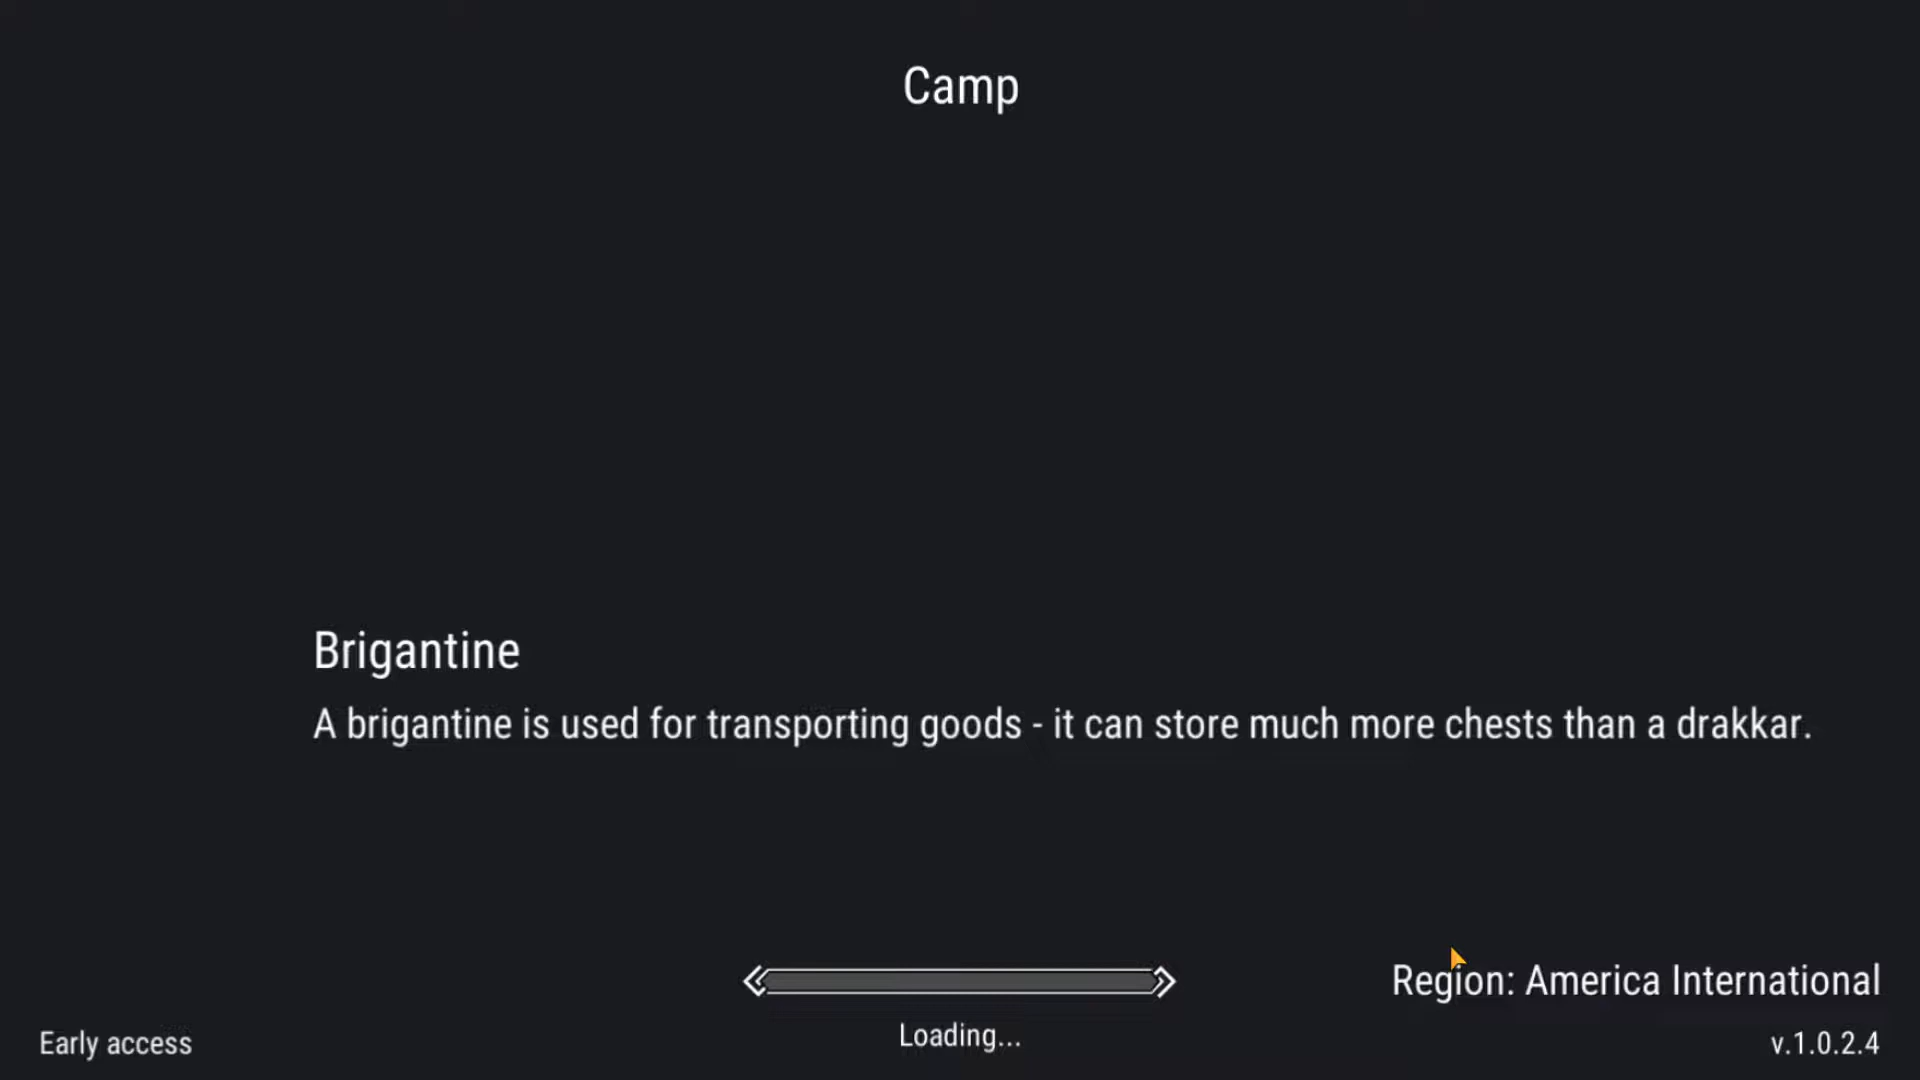 Camp
Brigantine
A brigantine is used for transporting goods - it can store much more chests than a drakkar.
Region: America International
Loading...
Early access
v.1.0.2.4